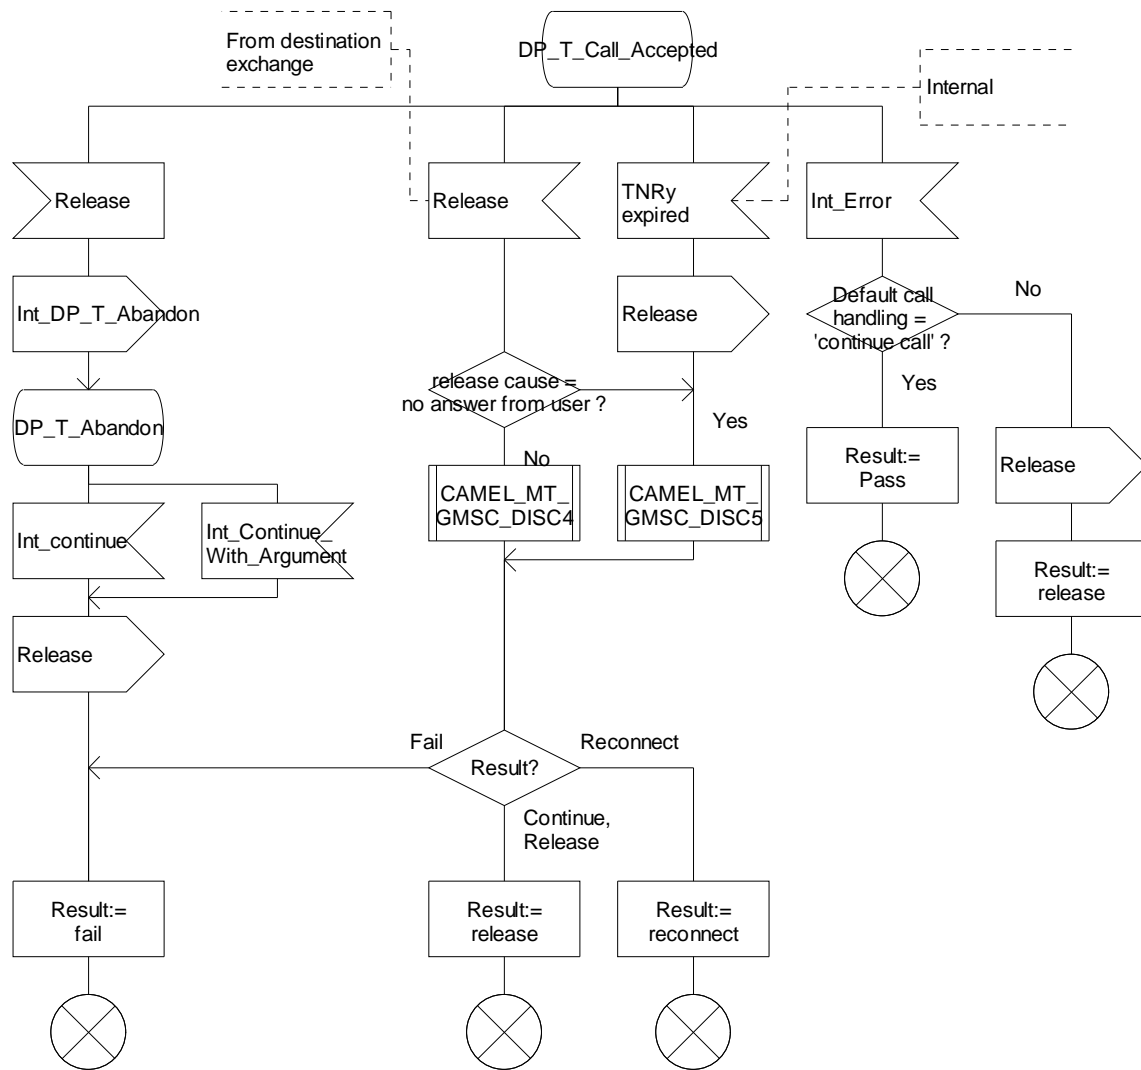 From destination
exchange
DP_T_Call_Accepted
Internal
Release
Release
TNRy
expired
Int_Error
Int_DP_T_Abandon
Release
Default call
handling =
'continue call' ?
No
release cause =
no answer from user ?
Yes
DP_T_Abandon
Yes
No
Result:=
Pass
Release
CAMEL_MT_
GMSC_DISC4
CAMEL_MT_
GMSC_DISC5
Int_continue
Int_Continue_
With_Argument
Result:=
release
Release
Fail
Reconnect
Result?
Continue,
Release
Result:=
fail
Result:=
release
Result:=
reconnect